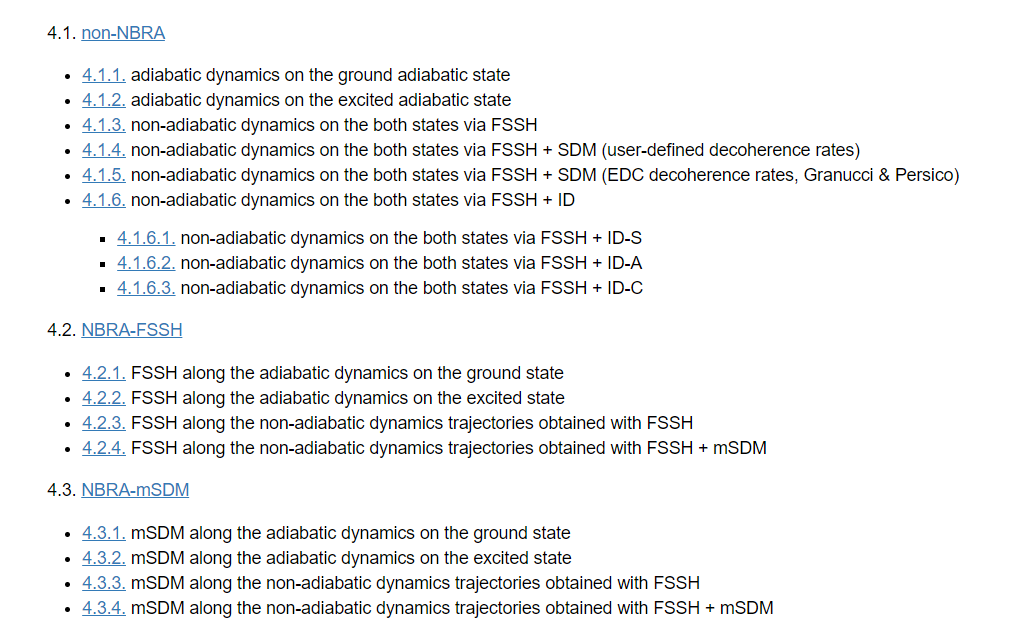 4.1. non-NBRA
4.1.1. adiabatic dynamics on the ground adiabatic state
4.1.2. adiabatic dynamics on the excited adiabatic state
4.1.3. non-adiabatic dynamics on the both states via FSSH
4.1.4. non-adiabatic dynamics on the both states via FSSH + SDM (user-defined decoherence rates)
4.1.5. non-adiabatic dynamics on the both states via FSSH + SDM (EDC decoherence rates, Granucci & Persico)
4.1.6. non-adiabatic dynamics on the both states via FSSH + ID
4.1.6.1. non-adiabatic dynamics on the both states via FSSH + ID-S
4.1.6.2. non-adiabatic dynamics on the both states via FSSH + ID-A
4.1.6.3. non-adiabatic dynamics on the both states via FSSH + ID-C
4.2. NBRA-FSSH
4.2.1. FSSH along the adiabatic dynamics on the ground state
4.2.2. FSSH along the adiabatic dynamics on the excited state
4.2.3. FSSH along the non-adiabatic dynamics trajectories obtained with FSSH
4.2.4. FSSH along the non-adiabatic dynamics trajectories obtained with FSSH + mSDM
4.3. NBRA-mSDM
4.3.1. mSDM along the adiabatic dynamics on the ground state
4.3.2. mSDM along the adiabatic dynamics on the excited state
4.3.3. mSDM along the non-adiabatic dynamics trajectories obtained with FSSH
4.3.4. mSDM along the non-adiabatic dynamics trajectories obtained with FSSH + mSDM